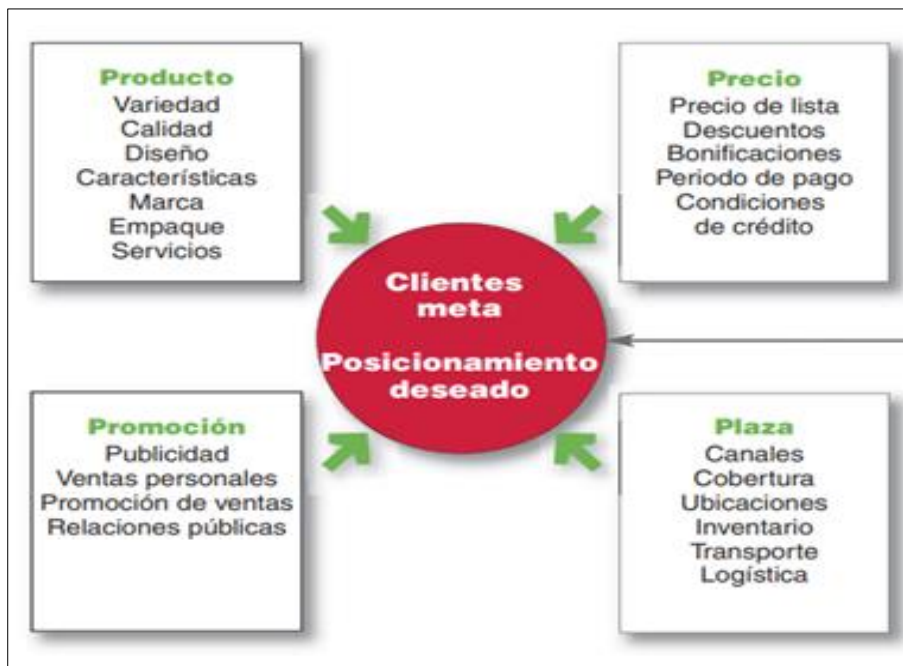 Producto
Variedad
Calidad
Diseño
Características
Marca
Empaque
Servicios
Precio
Precio de lista
Descuentos
Bonificaciones
Periodo de pago
Condiciones
de crédito
Clientes
meta
Posicionamiento
deseado
Promoción
Publicidad
Ventas personales
Promoción de ventas
Relaciones públicas
Plaza
Canales
Cobertura
Ubicaciones
Inventario
Transporte
Logística